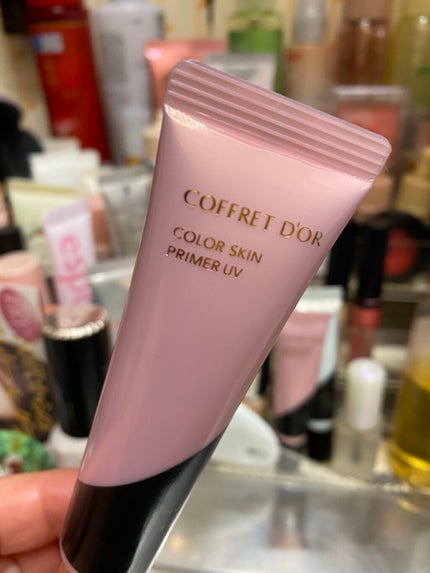 COFFRET D'OR
COLOR SKIN
PRIMER UV